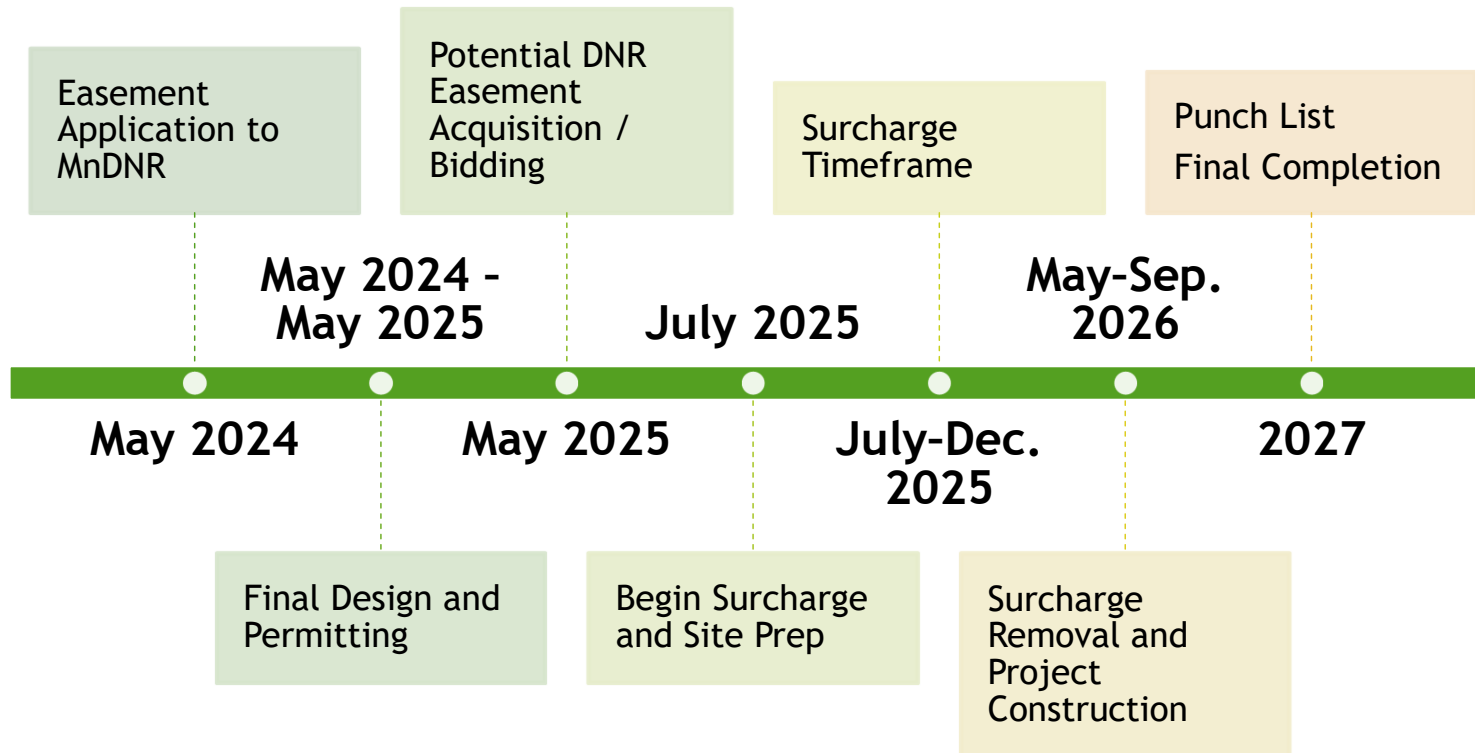 Easement
Application to
MnDNR
Potential DNR
Easement
Acquisition /
Bidding
Surcharge
Timeframe
Punch List
Final Completion
May 2024 –
May 2025
July 2025
May-Sep.
2026
May 2024
May 2025
July-Dec.
2025
2027
Final Design and
Permitting
Begin Surcharge
and Site Prep
Surcharge
Removal and
Project
Construction